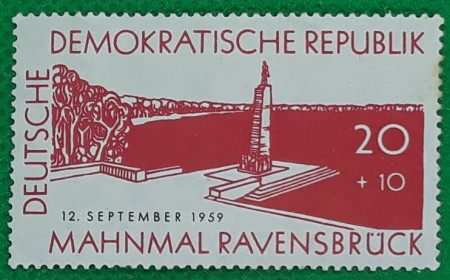 DEUTSCHE
DEMOKRATISCHE REPUBLIK
20
+ 10
12. SEPTEMBER 1959
MAHNMAL RAVENSBRÜCK